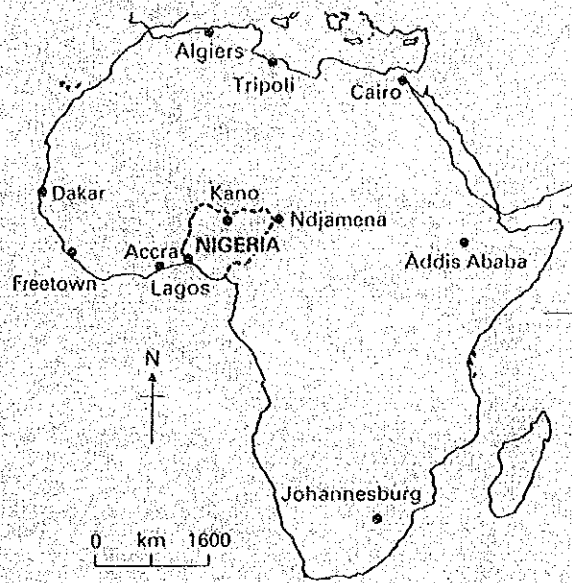 Algiers
Tripoli
Cairo
Dakar
Kano
Ndjamena
Accra
NIGERIA
Addis Ababa
Freetown
Lagos
N
Johannesburg
0 km 1600